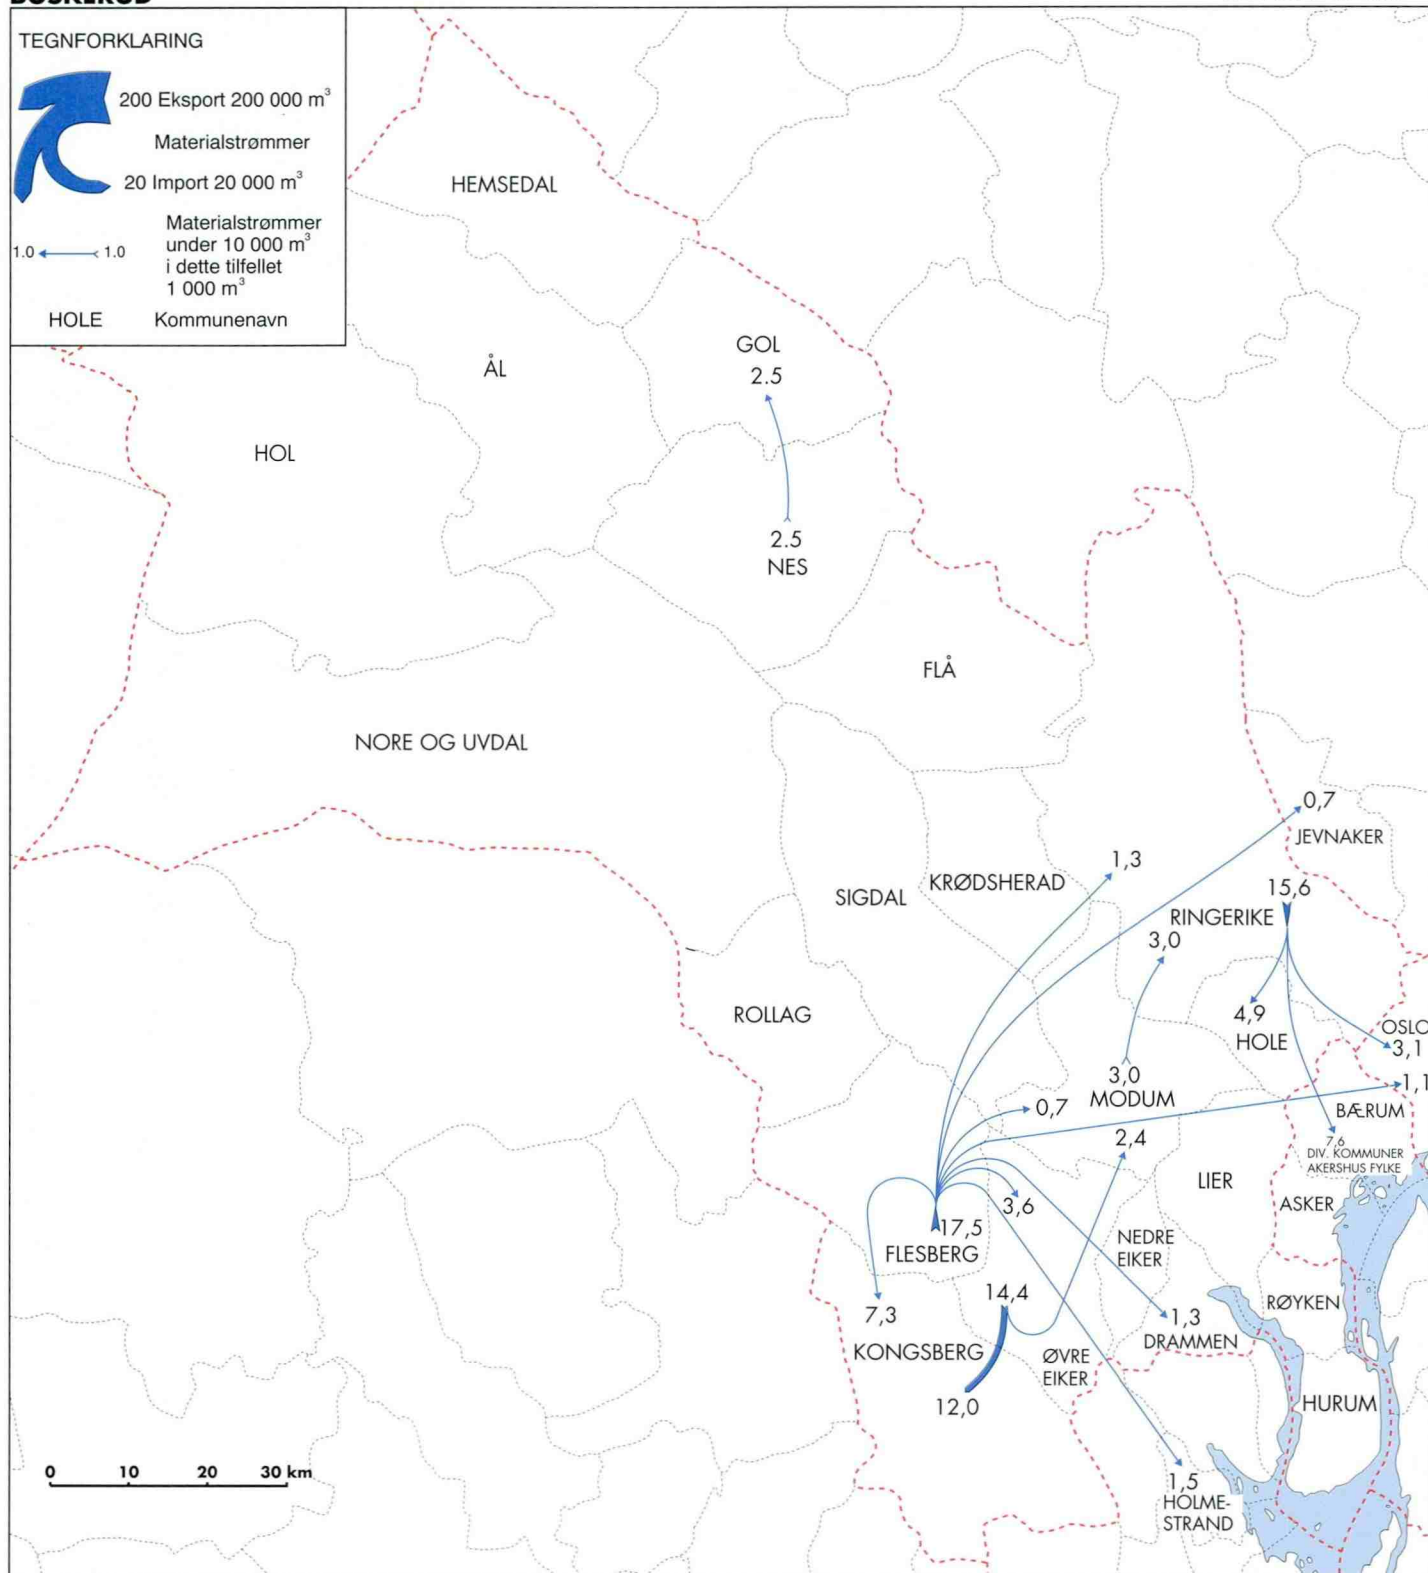 BUSKERUD
TEGNFORKLARING
200 Eksport 200 000 m³
Materialstrømmer
20 Import 20 000 m³
Materialstrømmer
under 10 000 m³
1.0 1.0
i dette tilfellet
1 000 m³
HOLE Kommunenavn
HEMSEDAL
GOL
2.5
ÅL
HOL
2.5
NES
FLÅ
NORE OG UVDAL
0,7
JEVNAKER
1,3
KRØDSHERAD
SIGDAL
15,6
RINGERIKE
3,0
ROLLAG
4,9
HOLE
OSLO
3,1
3,0
MODUM
1,1
BÆRUM
0,7
2,4
7,6
DIV. KOMMUNER
AKERSHUS FYLKE
LIER
ASKER
3,6
17,5
FLESBERG
NEDRE
EIKER
14,4
RØYKEN
7,3
1,3
DRAMMEN
KONGSBERG
ØVRE
EIKER
12,0
HURUM
0 10 20 30 km
1,5
HOLME-
STRAND